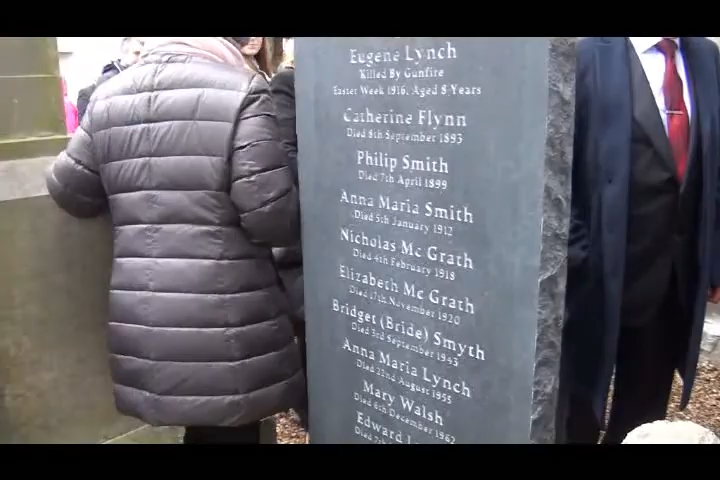 Eugene Lynch
Killed By Gunfire
Easter Week 1916, Aged 8 Years
Catherine Flynn
Died 8th September 1893
Philip Smith
Died 7th April 1899
Anna Maria Smith
Died 5th January 1912
Nicholas Mc Grath
Died 4th February 1918
Elizabeth Mc Grath
Died 17th November 1920
Bridget (Bride) Smyth
Died 3rd September 1943
Anna Maria Lynch
Died 22nd August 1955
Mary Walsh
Died 6th December 1962
Edward
Died